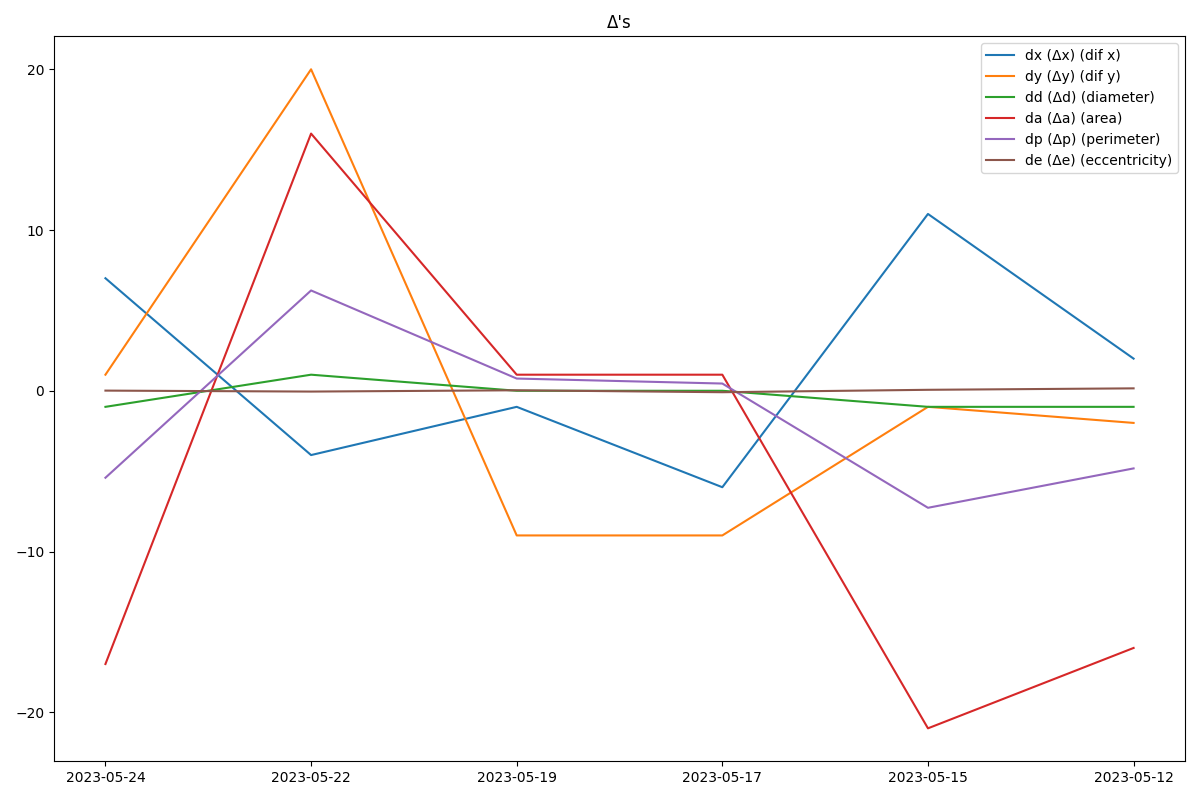 Δ's
dx (Δx) (dif x)
dy (Δy) (dif y)
dd (Δd) (diameter)
da (Δa) (area)
dp (Δp) (perimeter)
de (Δe) (eccentricity)
20
10
0
−10
−20
2023-05-24 2023-05-22 2023-05-19 2023-05-17 2023-05-15 2023-05-12